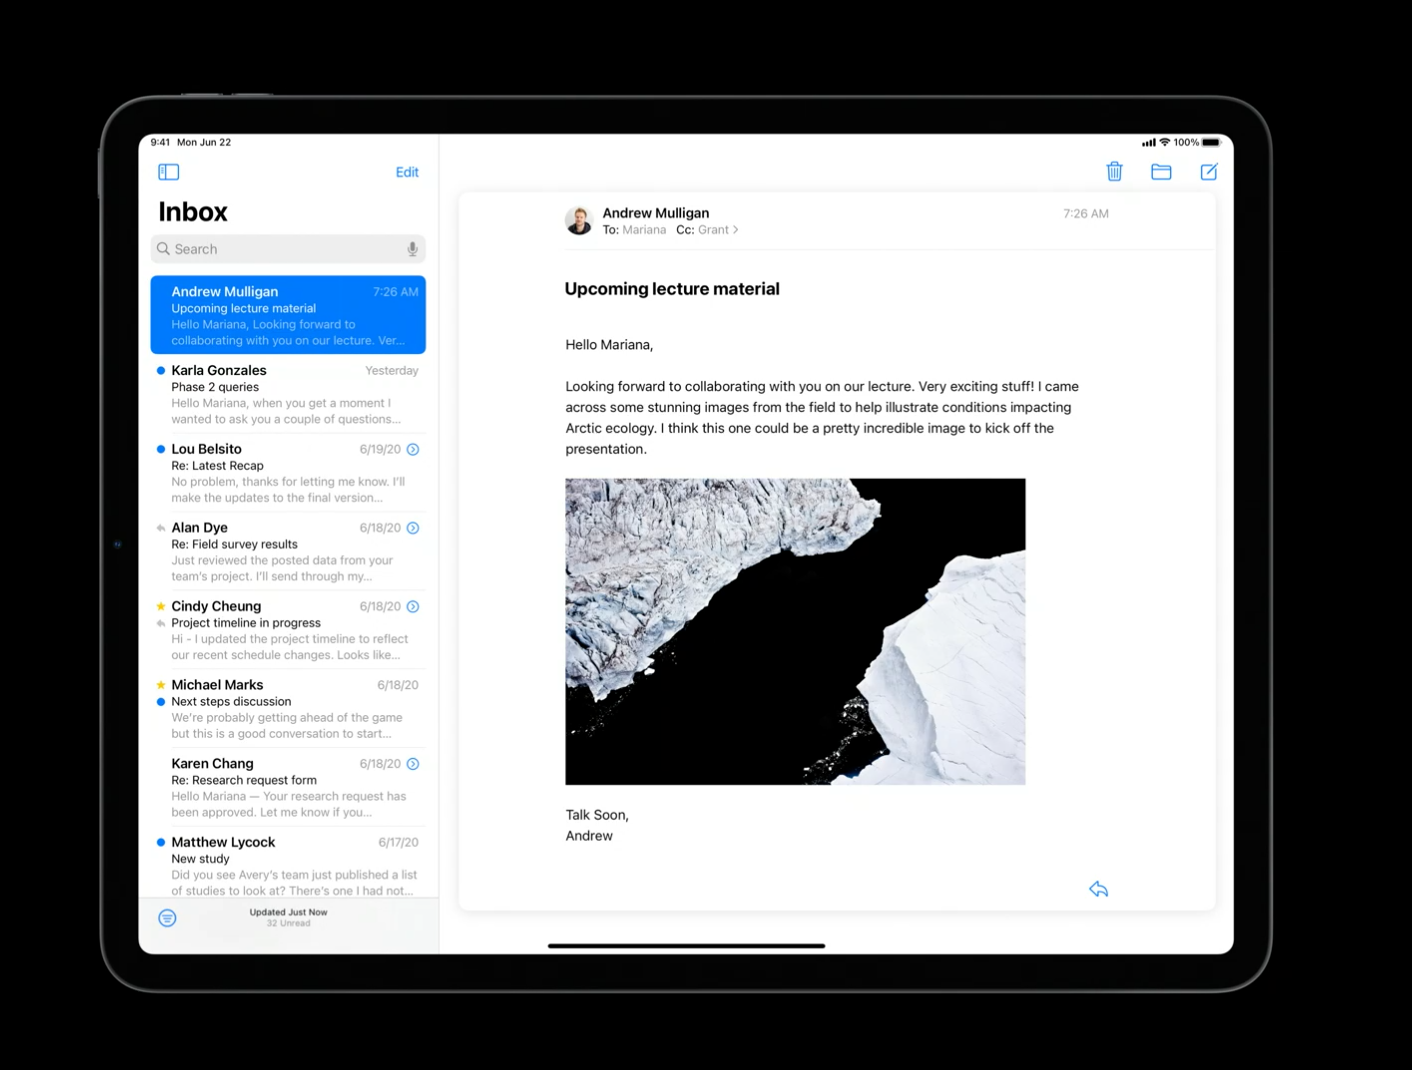 9:41 Mon Jun 22
100%
Edit
Inbox
Search
Andrew Mulligan 7:26 AM
Upcoming lecture material
Hello Mariana, Looking forward to
collaborating with you on our lecture. Ver...
Karla Gonzales Yesterday
Phase 2 queries
Hello Mariana, when you get a moment I
wanted to ask you a couple of questions...
Lou Belsito 6/19/20
Re: Latest Recap
No problem, thanks for letting me know. I'll
make the updates to the final version...
Alan Dye 6/18/20
Re: Field survey results
Just reviewed the posted data from your
team's project. I'll send through my...
Cindy Cheung 6/18/20
Project timeline in progress
Hi - I updated the project timeline to reflect
our recent schedule changes. Looks like...
Michael Marks 6/18/20
Next steps discussion
We're probably getting ahead of the game
but this is a good conversation to start...
Karen Chang 6/18/20
Re: Research request form
Hello Mariana — Your research request has
been approved. Let me know if you...
Matthew Lycock 6/17/20
New study
Did you see Avery's team just published a list
of studies to look at? There's one I had not...
Updated Just Now
32 Unread
Andrew Mulligan 7:26 AM
To: Mariana Cc: Grant
Upcoming lecture material
Hello Mariana,
Looking forward to collaborating with you on our lecture. Very exciting stuff! I came
across some stunning images from the field to help illustrate conditions impacting
Arctic ecology. I think this one could be a pretty incredible image to kick off the
presentation.
Talk Soon,
Andrew